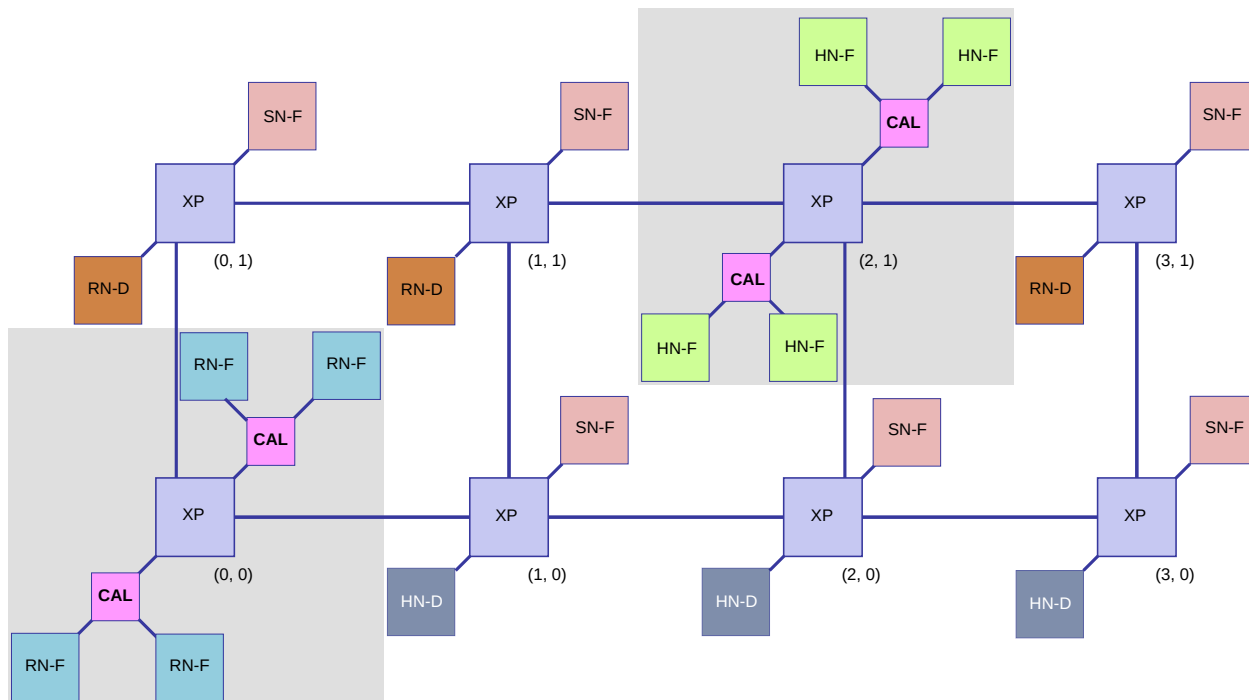 HN-F
HN-F
SN-F
SN-F
CAL
SN-F
XP
XP
XP
XP
(0, 1)
(1, 1)
(2, 1)
(3, 1)
RN-D
RN-D
CAL
RN-D
HN-F
HN-F
RN-F
RN-F
CAL
SN-F
SN-F
SN-F
XP
XP
XP
XP
(0, 0)
(1, 0)
(2, 0)
(3, 0)
CAL
HN-D
HN-D
HN-D
RN-F
RN-F